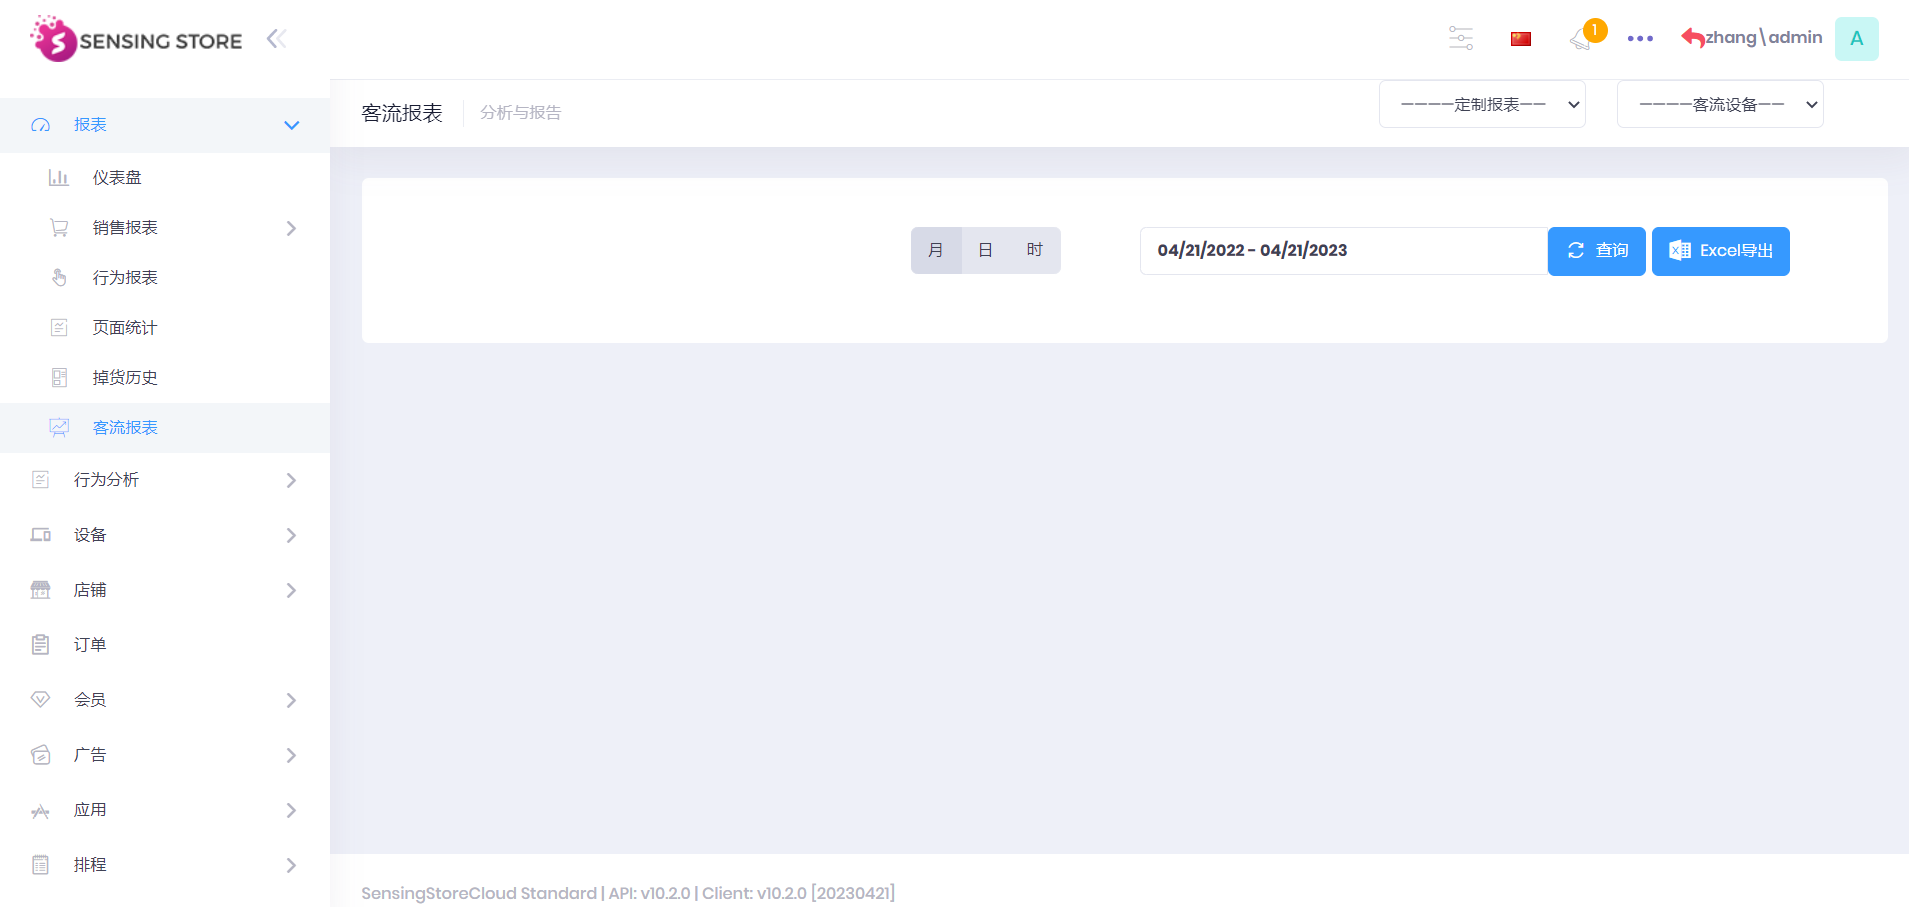 SENSING STORE
1
zhang\admin
A
报表
仪表盘
销售报表
行为报表
页面统计
掉货历史
客流报表
行为分析
设备
店铺
订单
会员
广告
应用
排程
客流报表
分析与报告
————定制报表——
————客流设备——
月
日
时
04/21/2022 - 04/21/2023
查询
Excel导出
SensingStoreCloud Standard | API: v10.2.0 | Client: v10.2.0 [20230421]